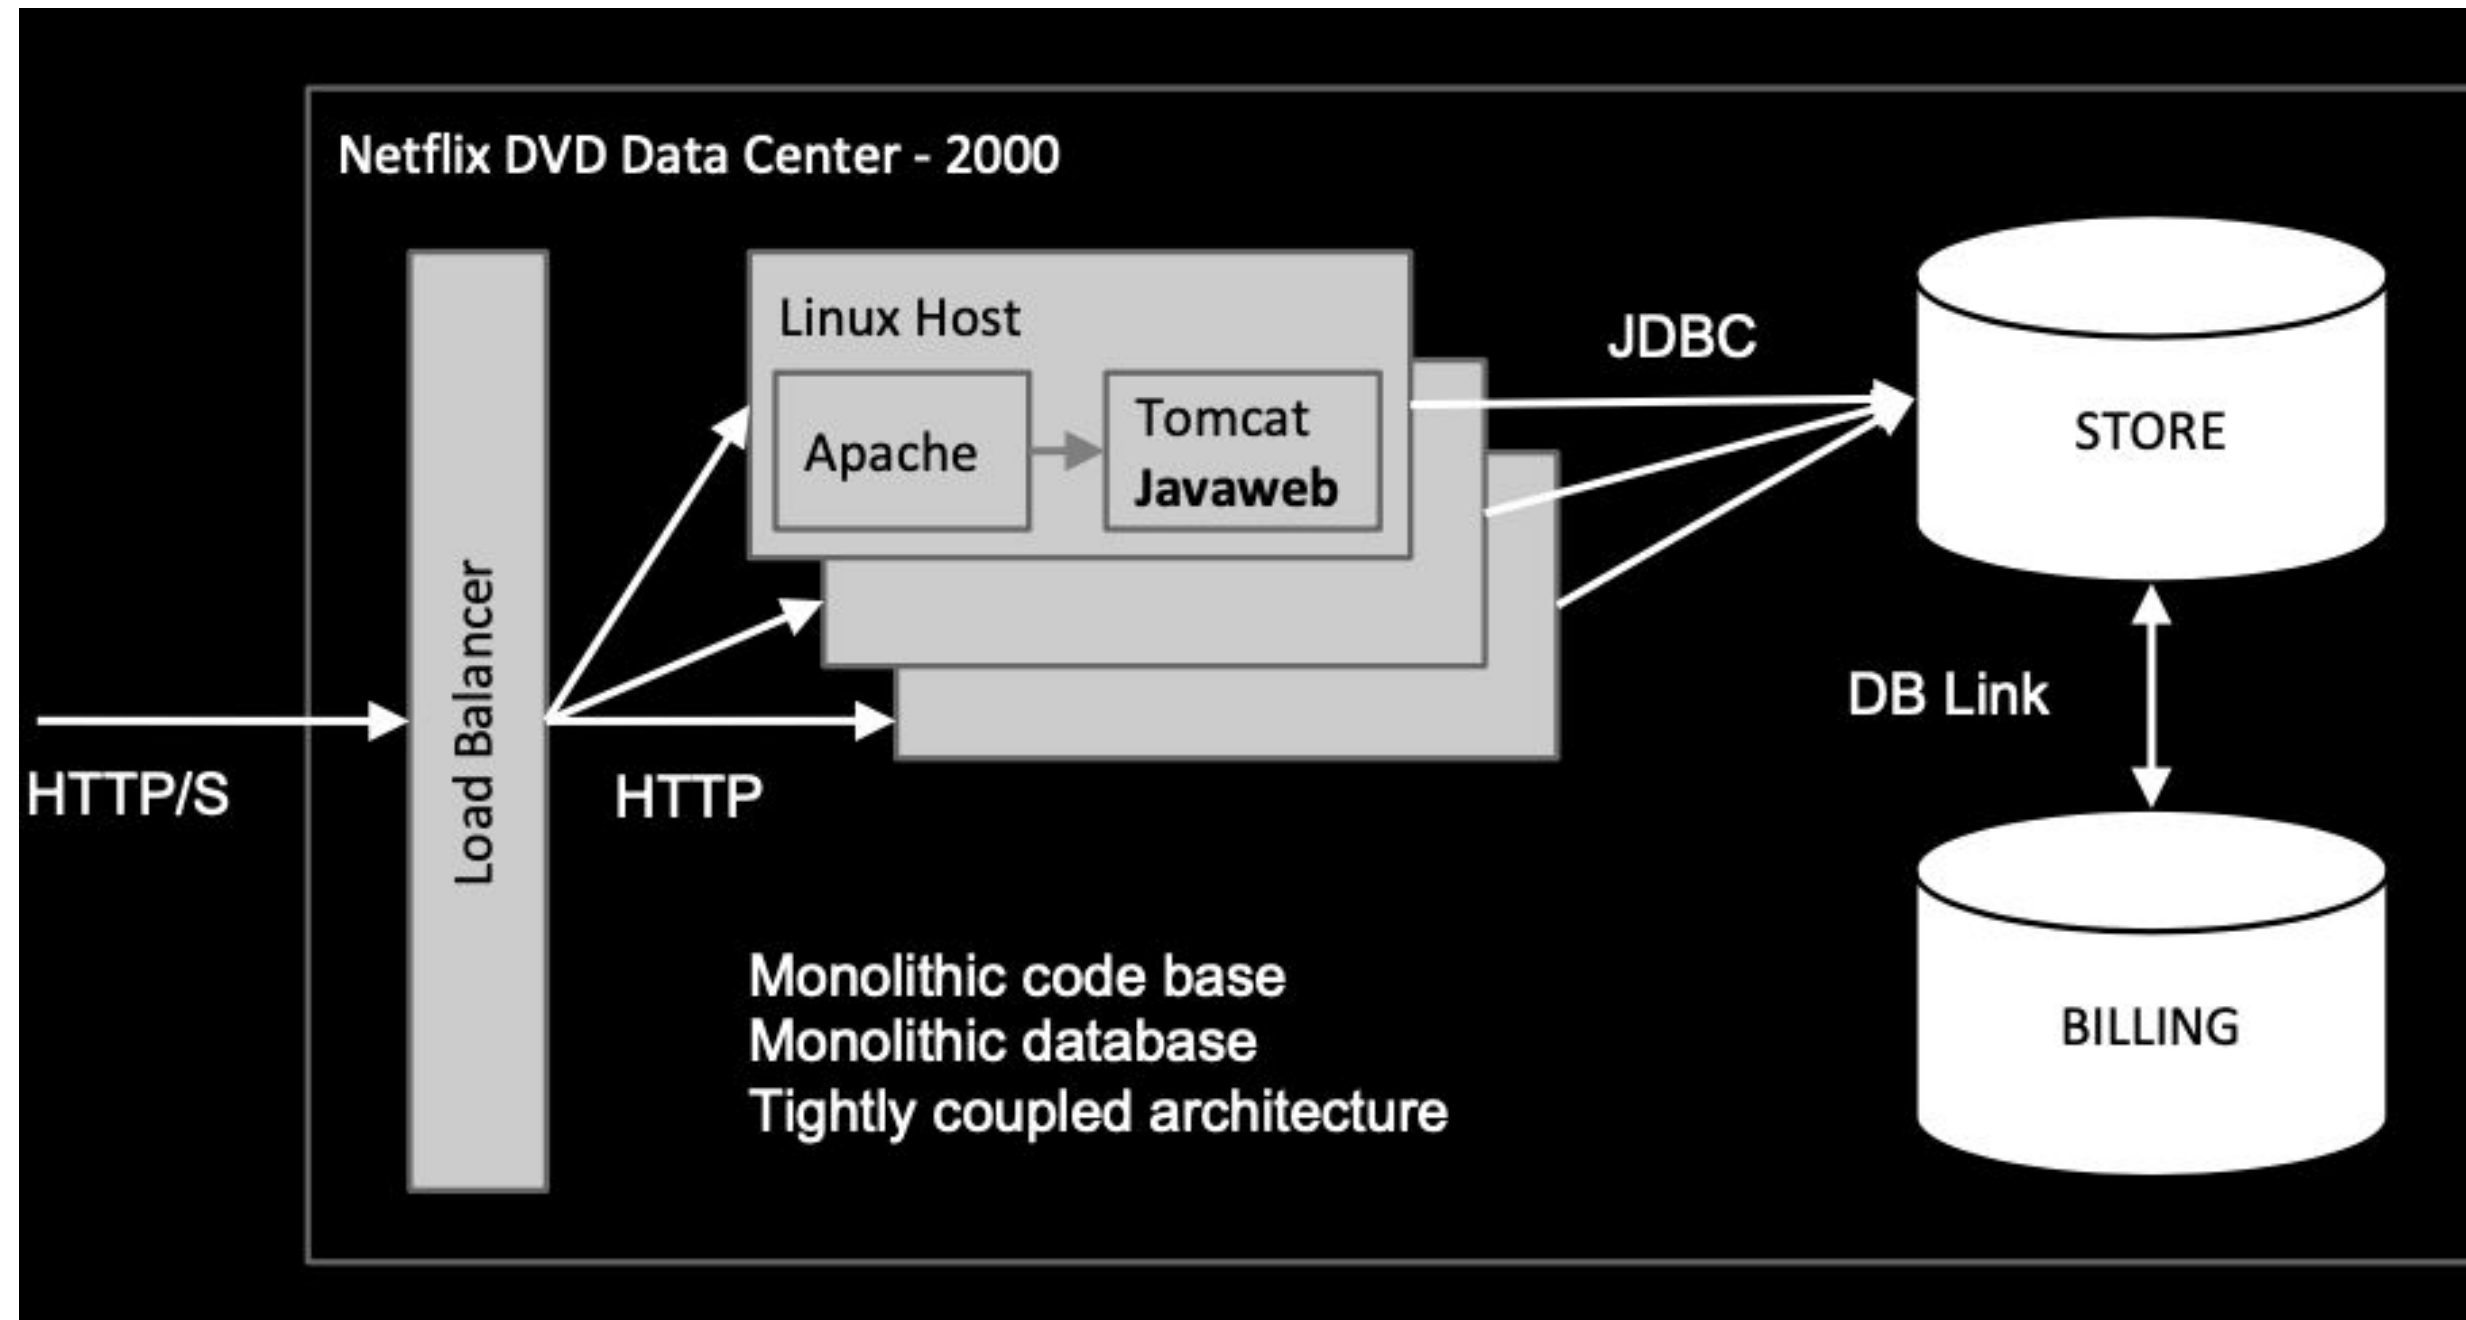 Netflix DVD Data Center - 2000
Linux Host
Apache
Tomcat
Javaweb
JDBC
STORE
Load Balancer
HTTP/S
HTTP
DB Link
BILLING
Monolithic code base
Monolithic database
Tightly coupled architecture